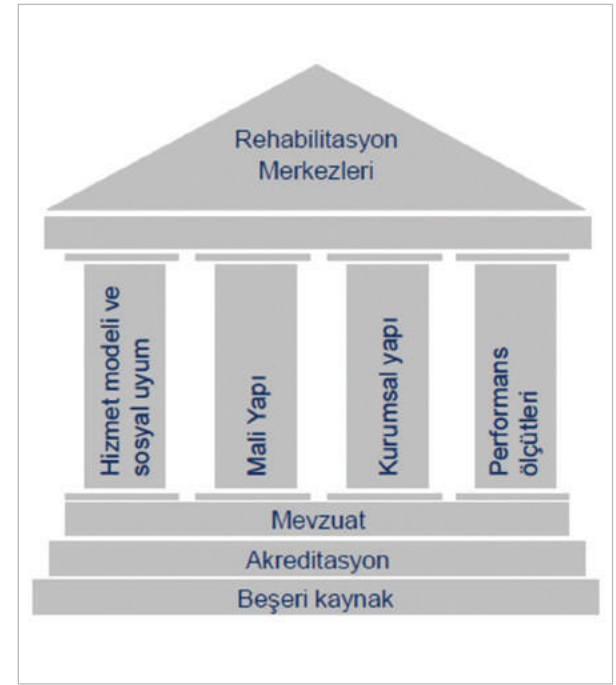 Rehabilitasyon
Merkezleri
Hizmet modeli ve
sosyal uyum
Mali Yapı
Kurumsal yapı
Performans
ölçütleri
Mevzuat
Akreditasyon
Beşeri kaynak